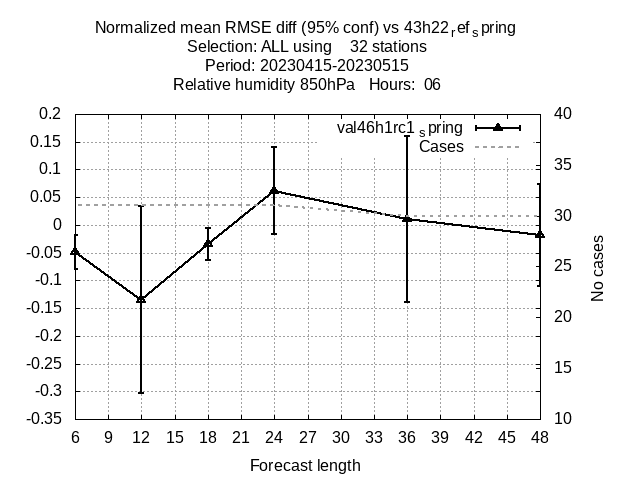 Normalized mean RMSE diff (95% conf) vs 43h22refspring
Selection: ALL using 32 stations
Period: 20230415-20230515
Relative humidity 850hPa Hours: 06
0.2
0.15
0.1
0.05
0
-0.05
-0.1
-0.15
-0.2
-0.25
-0.3
-0.35
val46h1rc1spring
Cases
40
35
30
25
20
15
10
No cases
6 9 12 15 18 21 24 27 30 33 36 39 42 45 48
Forecast length